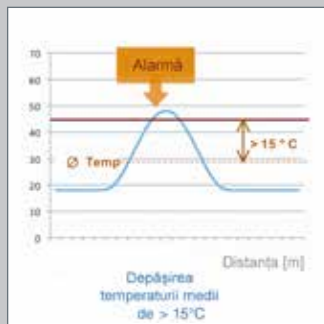 Alarmă
70
60
50
40
30
20
10
0
> 15 ° C
Ø Temp
Distanța [m]
Depășirea
temperaturii medii
de > 15°C